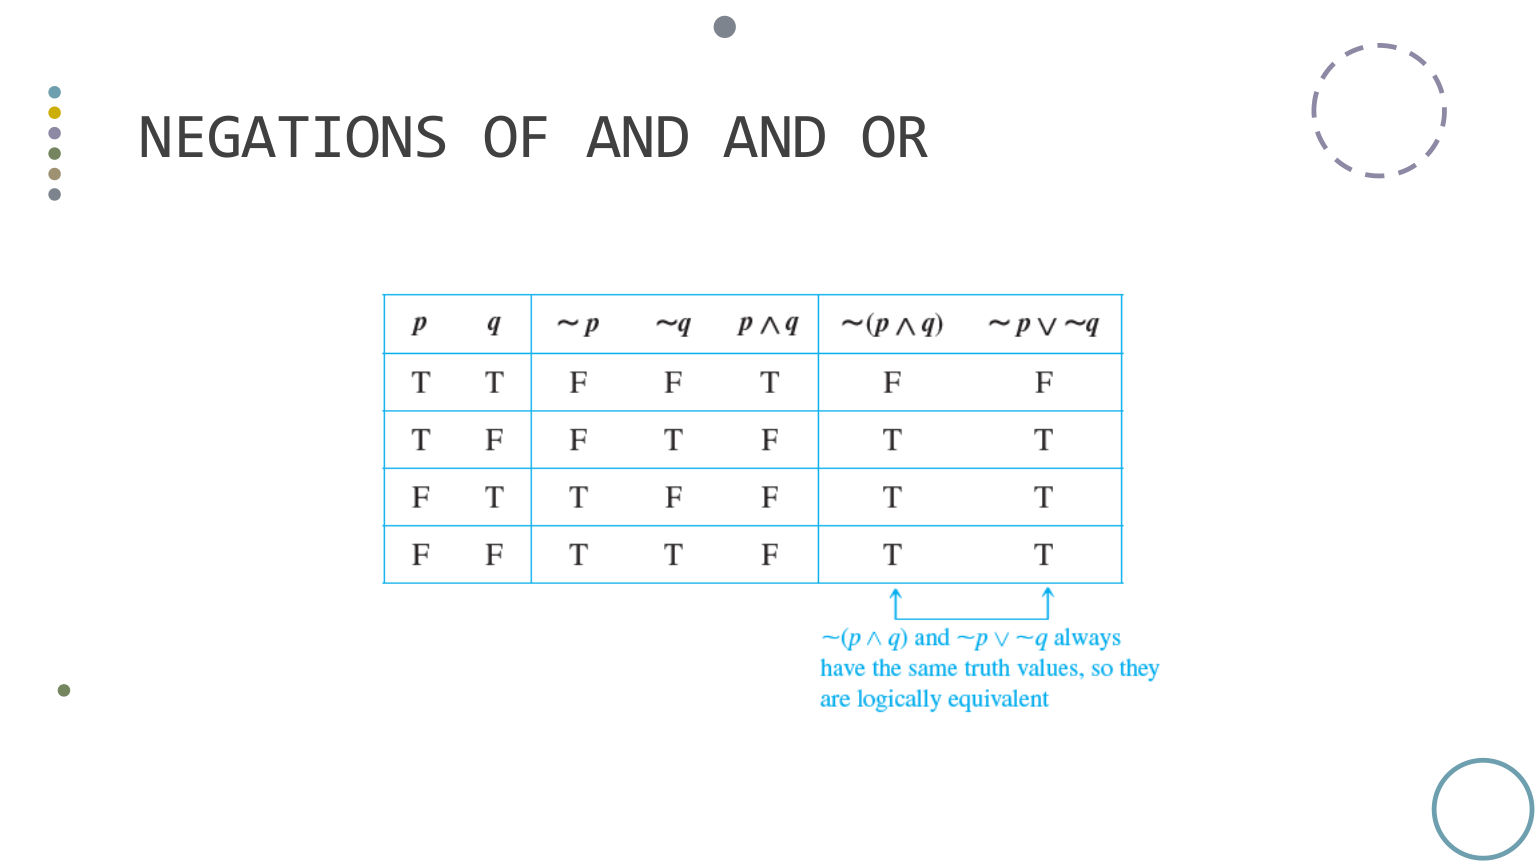 NEGATIONS OF AND AND OR
p q ~p ~q p ∧ q ~(p ∧ q) ~p ∨ ~q
T T F F T F F
T F F T F T T
F T T F F T T
F F T T F T T
~(p ∧ q) and ~p ∨ ~q always
have the same truth values, so they
are logically equivalent